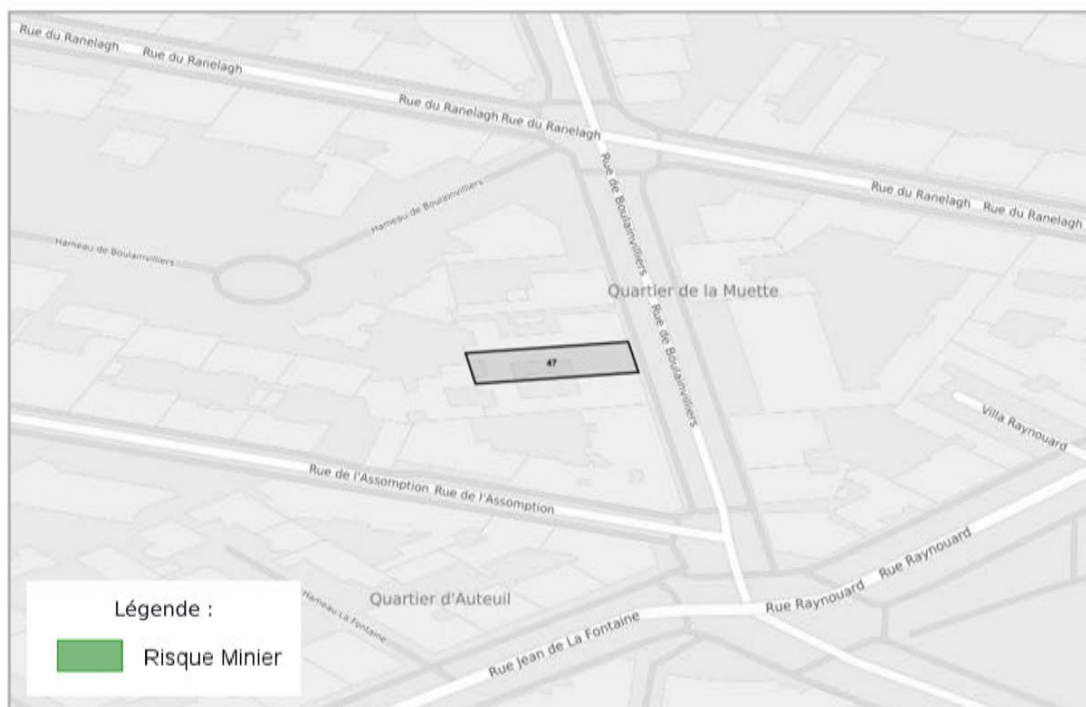 Rue du Ranelagh
Rue du Ranelagh
Rue du Ranelagh
Rue du Ranelagh
Rue du Ranelagh
Rue du Ranelagh
Rue de Boulainvilliers
Hameau de Boulainvilliers
Hameau de Boulainvilliers
Quartier de la Muette
Rue de Boulainvilliers
47
Villa Raynouard
Rue de l'Assomption
Rue de l'Assomption
Rue Raynouard
Rue Raynouard
Hameau La Fontaine
Quartier d'Auteuil
Rue Jean de La Fontaine
Légende :
Risque Minier